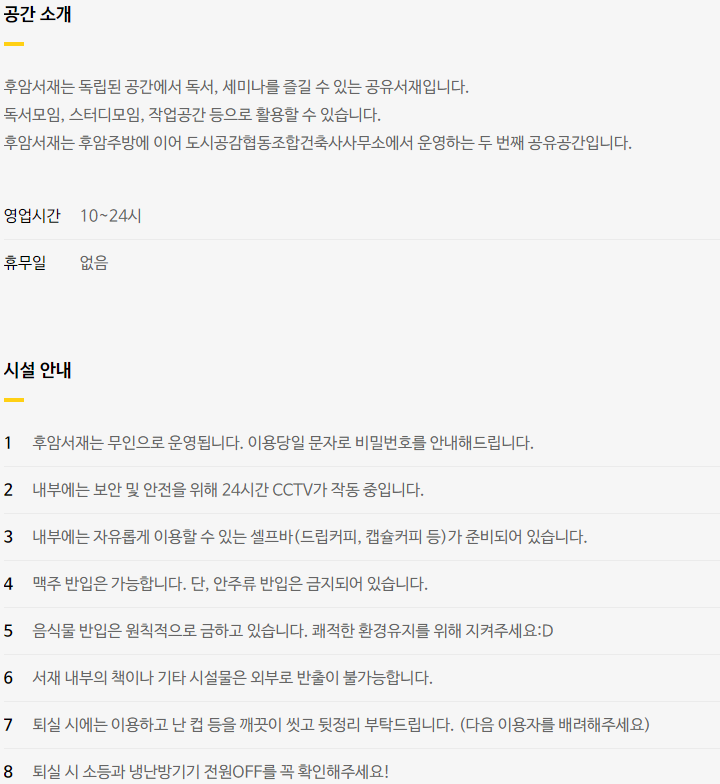 공간 소개
후암서재는 독립된 공간에서 독서, 세미나를 즐길 수 있는 공유서재입니다.
독서모임, 스터디모임, 작업공간 등으로 활용할 수 있습니다.
후암서재는 후암주방에 이어 도시공감협동조합건축사사무소에서 운영하는 두 번째 공유공간입니다.
영업시간 10~24시
휴무일 없음
시설 안내
1 후암서재는 무인으로 운영됩니다. 이용당일 문자로 비밀번호를 안내해드립니다.
2 내부에는 보안 및 안전을 위해 24시간 CCTV가 작동 중입니다.
3 내부에는 자유롭게 이용할 수 있는 셀프바(드립커피, 캡슐커피 등)가 준비되어 있습니다.
4 맥주 반입은 가능합니다. 단, 안주류 반입은 금지되어 있습니다.
5 음식물 반입은 원칙적으로 금하고 있습니다. 쾌적한 환경유지를 위해 지켜주세요:D
6 서재 내부의 책이나 기타 시설물은 외부로 반출이 불가능합니다.
7 퇴실 시에는 이용하고 난 컵 등을 깨끗이 씻고 뒷정리 부탁드립니다. (다음 이용자를 배려해주세요)
8 퇴실 시 소등과 냉난방기기 전원OFF를 꼭 확인해주세요!